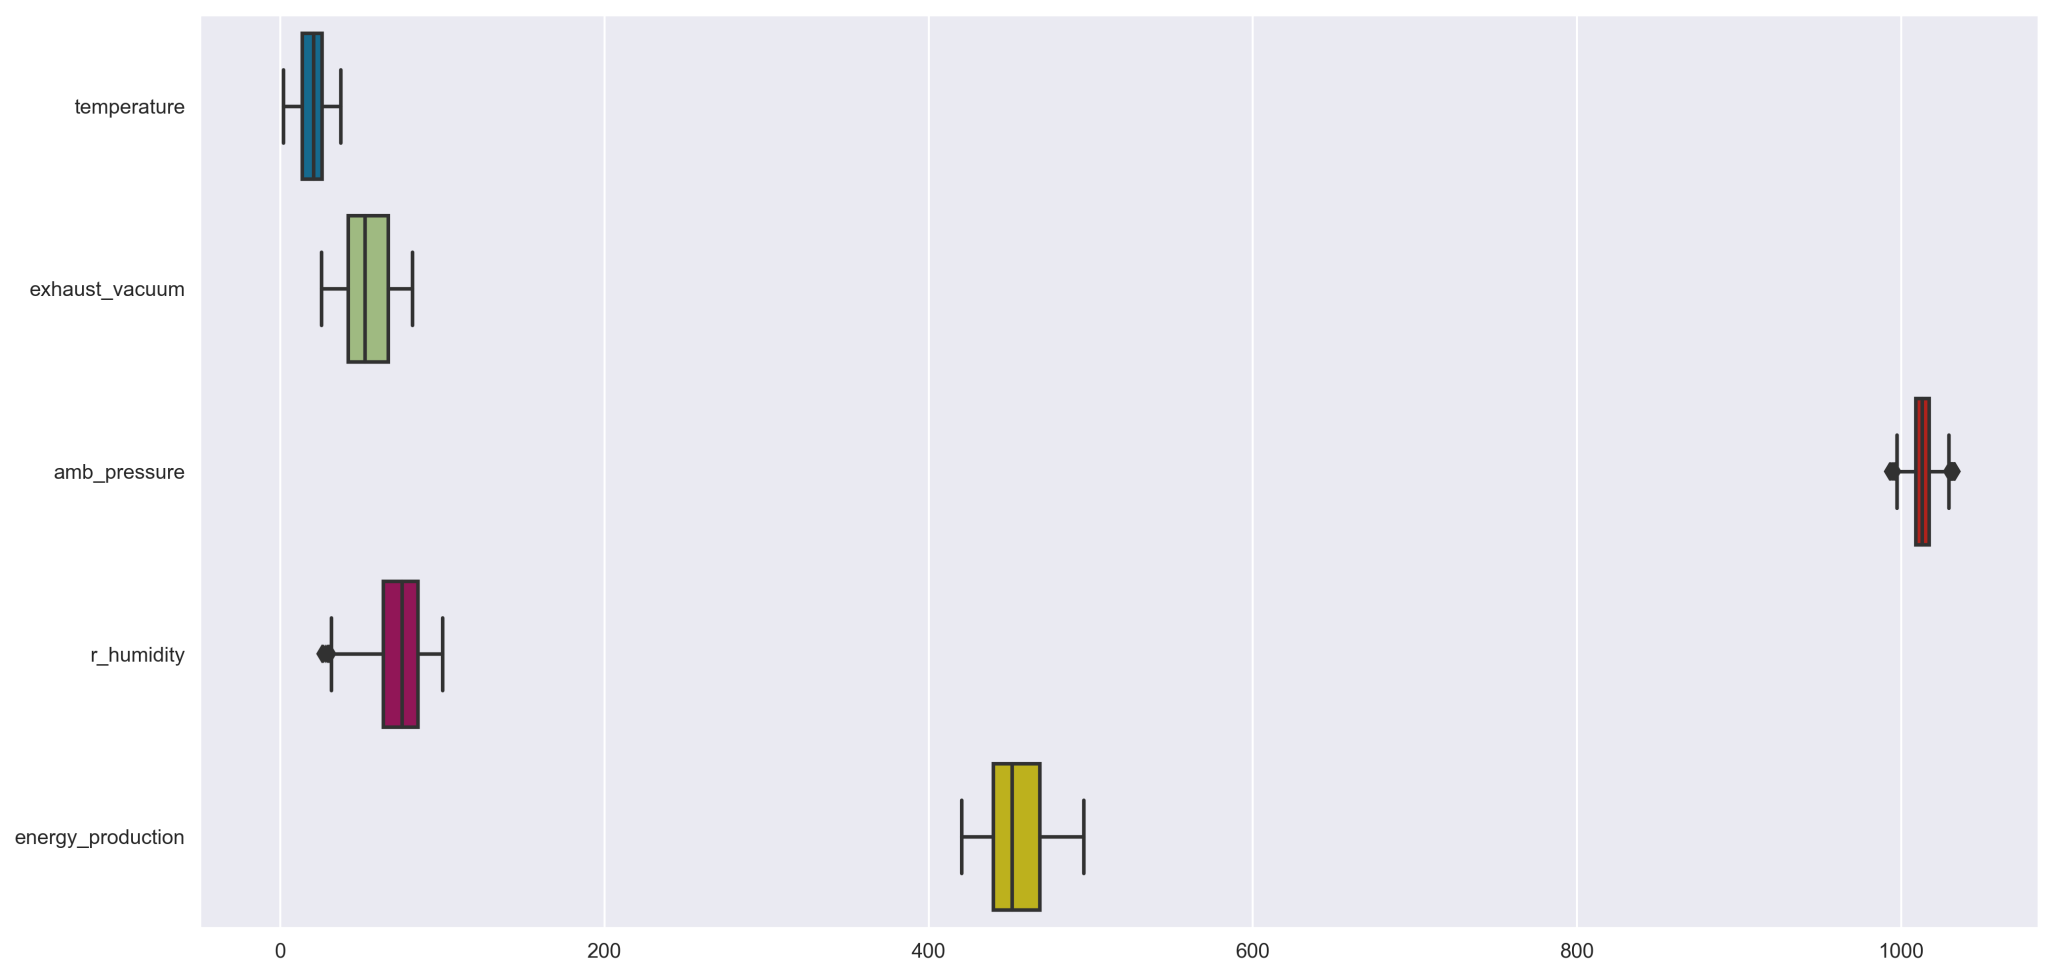 temperature
exhaust_vacuum
amb_pressure
r_humidity
energy_production
0 200 400 600 800 1000